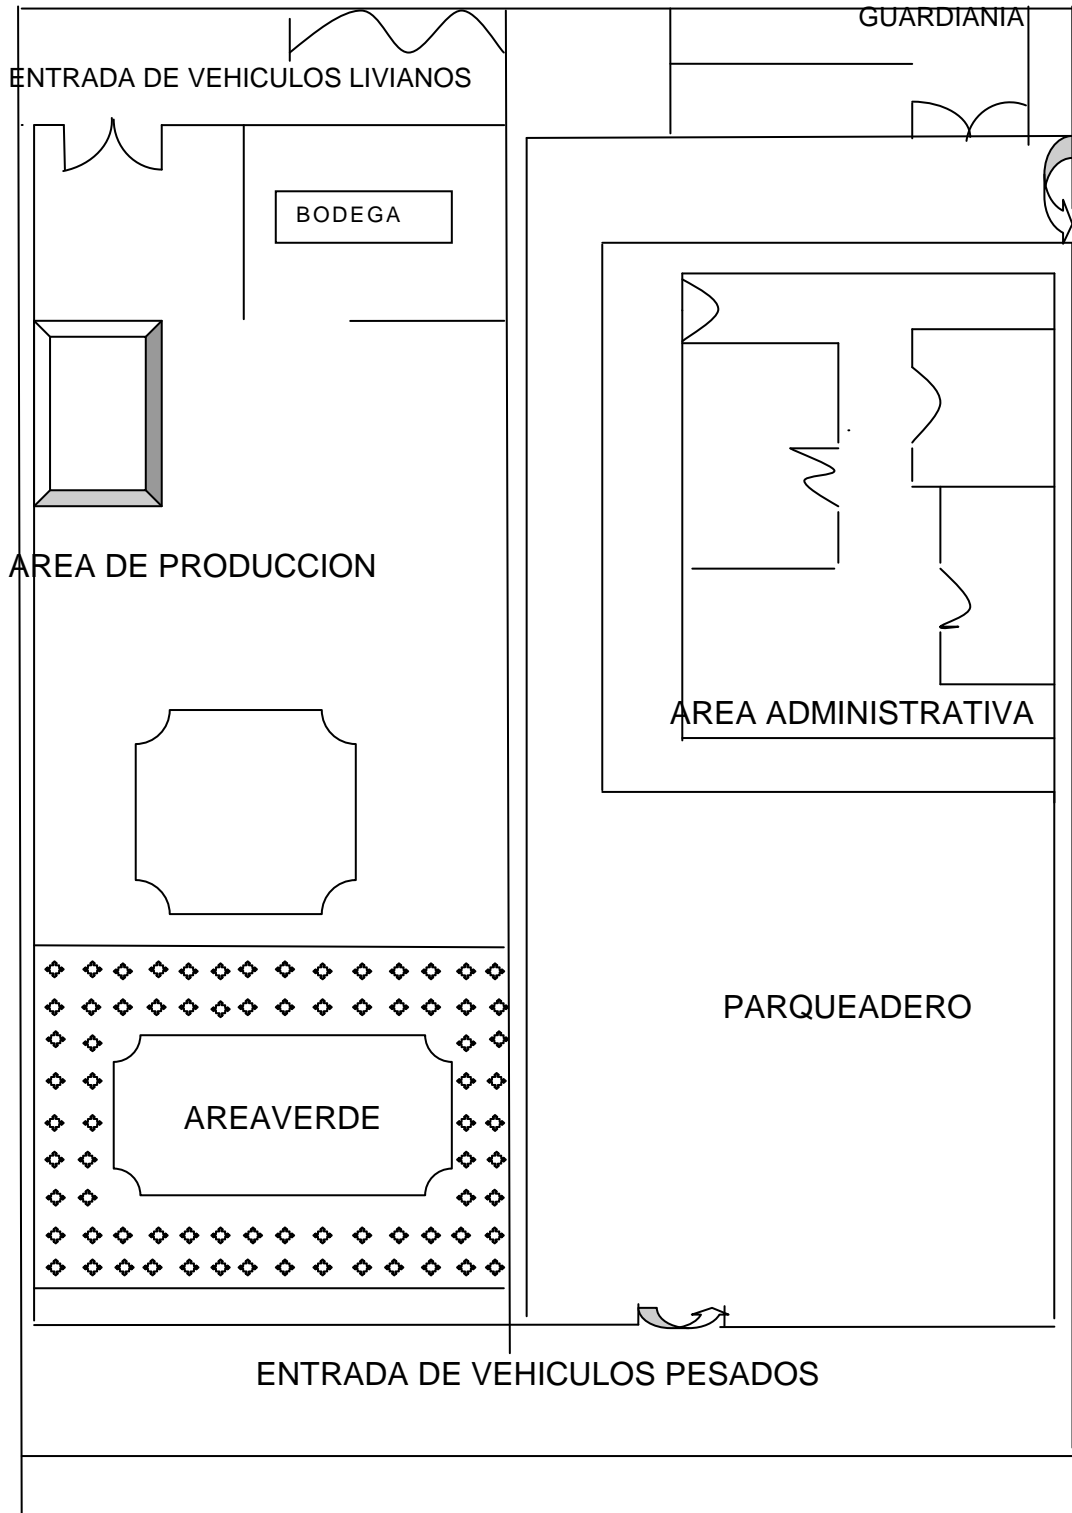 GUARDIANIA
ENTRADA DE VEHICULOS LIVIANOS
BODEGA
AREA DE PRODUCCION
AREA ADMINISTRATIVA
PARQUEADERO
AREAVERDE
ENTRADA DE VEHICULOS PESADOS